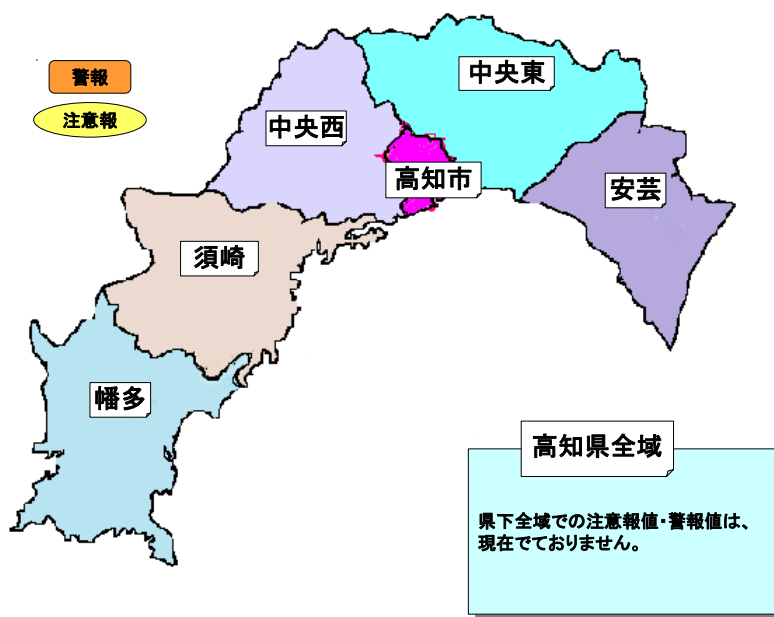 警報
注意報
中央東
中央西
高知市
安芸
須崎
幡多
高知県全域
県下全域での注意報値・警報値は、
現在でておりません。